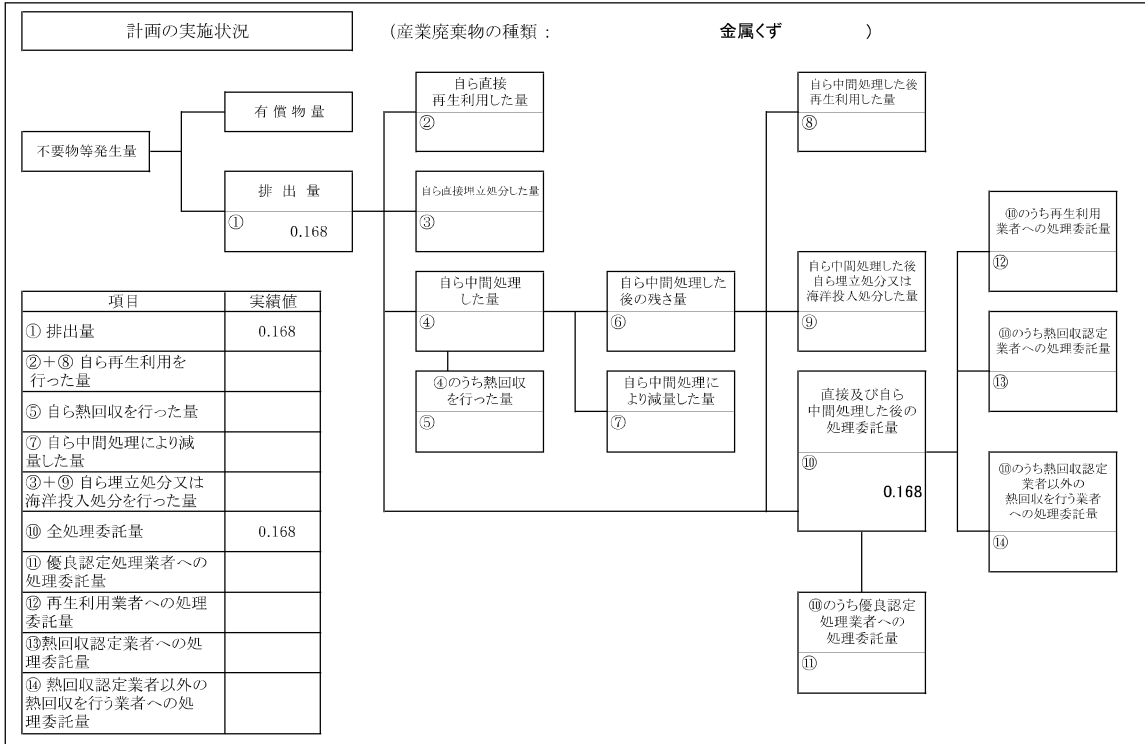 計画の実施状況
(産業廃棄物の種類： 金属くず )
不要物等発生量
有償物量
排出量
①
0.168
自ら直接
再生利用した量
②
自ら直接埋立処分した量
③
自ら中間処理
した量
④
④のうち熱回収
を行った量
⑤
自ら中間処理した
後の残さ量
⑥
自ら中間処理に
より減量した量
⑦
自ら中間処理した後
再生利用した量
⑧
自ら中間処理した後
自ら埋立処分又は
海洋投入処分した量
⑨
直接及び自ら
中間処理した後の
処理委託量
⑩
0.168
⑩のうち優良認定
処理業者への
処理委託量
⑪
⑩のうち再生利用
業者への処理委託量
⑫
⑩のうち熱回収認定
業者への処理委託量
⑬
⑩のうち熱回収認定
業者以外の
熱回収を行う業者
への処理委託量
⑭
項目 実績値
① 排出量 0.168
②＋⑧ 自ら再生利用を
行った量
⑤ 自ら熱回収を行った量
⑦ 自ら中間処理により減
量した量
③＋⑨ 自ら埋立処分又は
海洋投入処分を行った量
⑩ 全処理委託量 0.168
⑪ 優良認定処理業者への
処理委託量
⑫ 再生利用業者への処理
委託量
⑬熱回収認定業者への処
理委託量
⑭ 熱回収認定業者以外の
熱回収を行う業者への処
理委託量